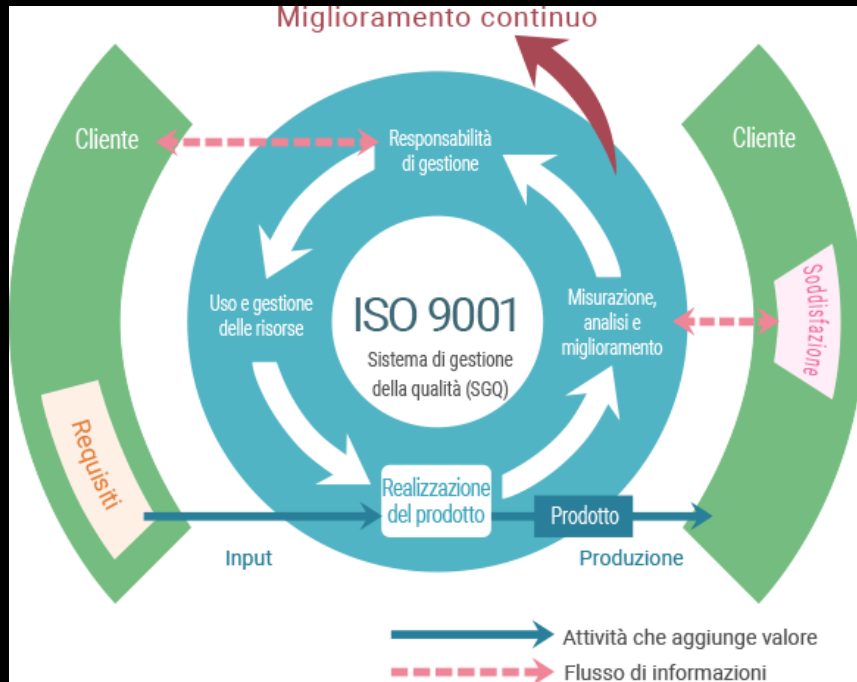 Miglioramento continuo
Cliente
Responsabilità
di gestione
Cliente
Uso e gestione
delle risorse
ISO 9001
Sistema di gestione
della qualità (SGQ)
Misurazione,
analisi e
miglioramento
Soddisfazione
Requisiti
Realizzazione
del prodotto
Prodotto
Input
Produzione
Attività che aggiunge valore
Flusso di informazioni